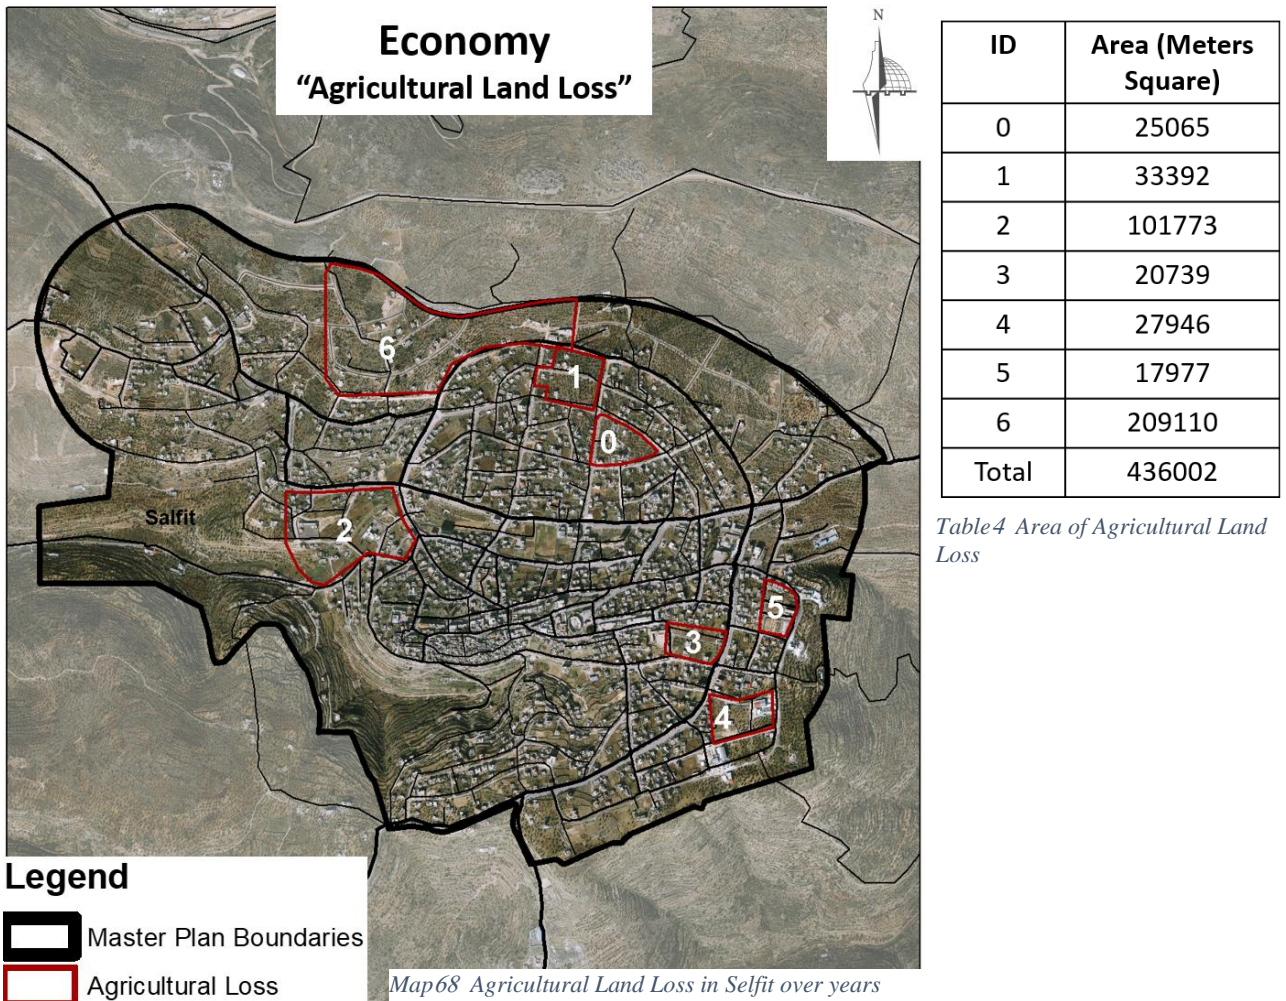 Economy
“Agricultural Land Loss”
N
6
1
0
Salfit
2
5
3
4
Legend
Master Plan Boundaries
Agricultural Loss
Map68 Agricultural Land Loss in Selfit over years
ID Area (Meters
Square)
0 25065
1 33392
2 101773
3 20739
4 27946
5 17977
6 209110
Total 436002
Table4 Area of Agricultural Land
Loss